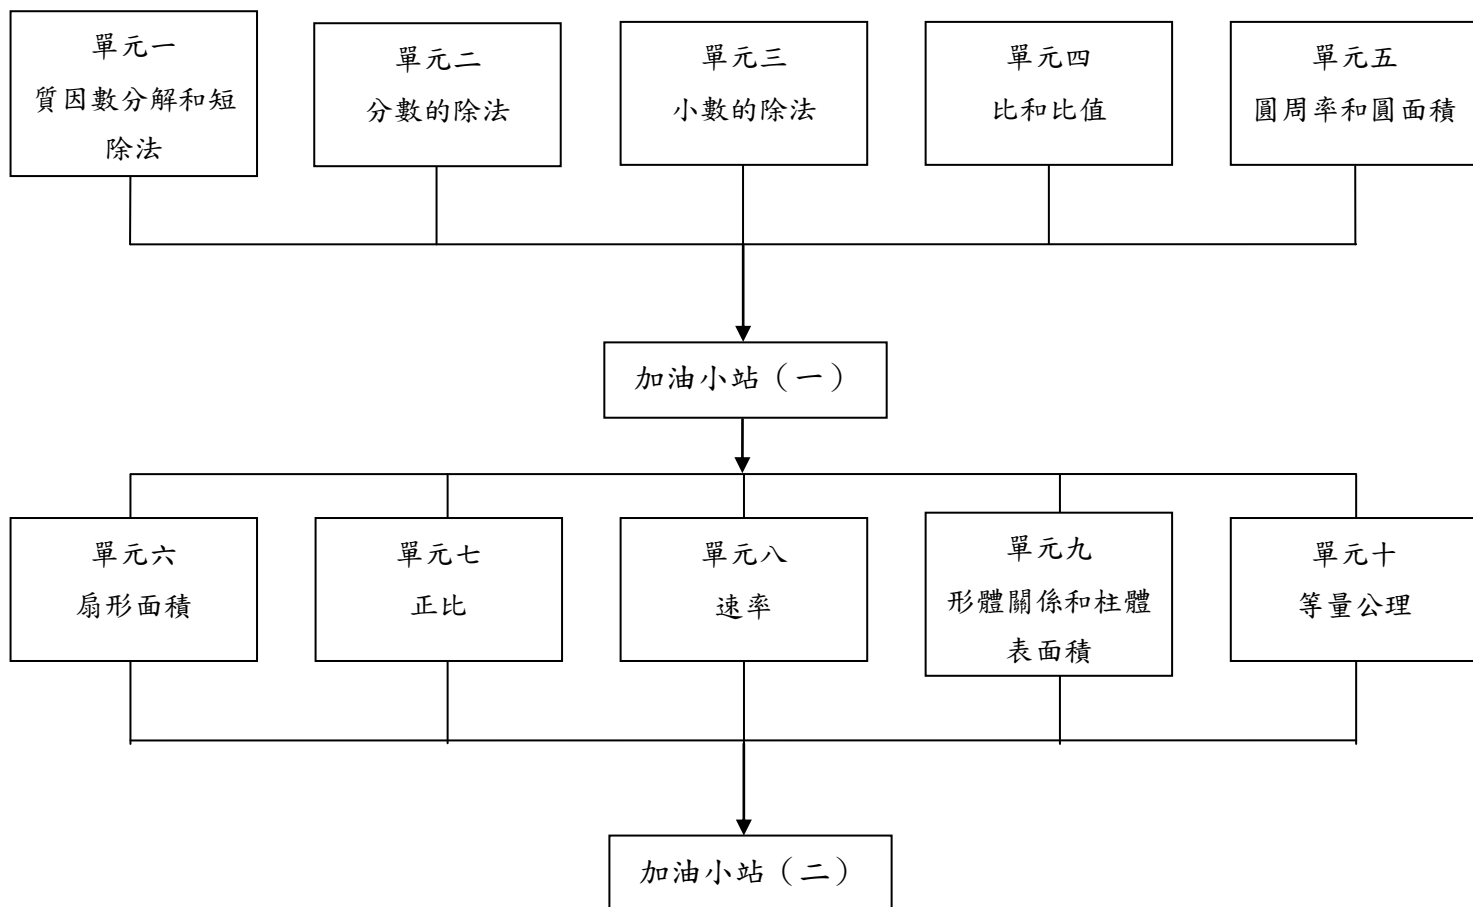 單元一
質因數分解和短
除法
單元二
分數的除法
單元三
小數的除法
單元四
比和比值
單元五
圓周率和圓面積
加油小站（一）
單元六
扇形面積
單元七
正比
單元八
速率
單元九
形體關係和柱體
表面積
單元十
等量公理
加油小站（二）